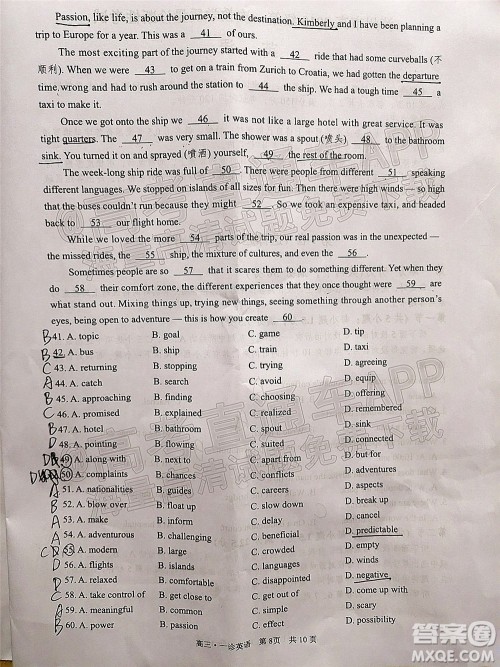 Passion, like life, is about the journey, not the destination. Kimberly and I have been planning a
trip to Europe for a year. This was a 41 of ours.
The most exciting part of the journey started with a 42 ride that had some curveballs (不
顺利). When we were 43 to get on a train from Zurich to Croatia, we had gotten the departure
time wrong and had to rush around the station to 44 the ship. We had a tough time 45 a
taxi to make it.
Once we got onto the ship we 46 it was not like a large hotel with great service. It was
tight quarters. The 47 was very small. The shower was a spout (喷头) 48 to the bathroom
sink. You turned it on and sprayed (喷洒) yourself, 49 the rest of the room.
The week-long ship ride was full of 50. There were people from different 51 speaking
different languages. We stopped on islands of all sizes for fun. Then there were high winds — so high
that the buses couldn't run because they might 52. So we took an expensive taxi, and headed
back to 53 our flight home.
While we loved the more 54 parts of the trip, our real passion was in the unexpected —
the missed rides, the 55 ship, the mixture of cultures, and even the 56.
Sometimes people are so 57 that it scares them to do something different. Yet when they
do 58 their comfort zone, the different experiences that they once thought were 59 are
what stand out. Mixing things up, trying new things, seeing something through another person's
eyes, being open to adventure — this is how you create 60.
B 41. A. topic B. goal C. game D. tip
B 42. A. bus B. ship C. train D. taxi
C 43. A. returning B. stopping C. trying D. agreeing
A 44. A. catch B. search C. avoid D. equip
B 45. A. approaching B. finding C. stopping D. offering
C 46. A. promised B. explained C. realized D. remembered
B 47. A. hotel B. bathroom C. suit D. sink
D 48. A. pointing B. flowing C. suited D. connected
49 A. along with B. next to C. apart from D. but for
50 A. complaints B. chances C. conflicts D. adventures
A 51. A. nationalities B. guides C. careers D. aspects
A 52. A. blow over B. float up C. break down D. come up
A 53. A. make B. inform C. delay D. cancel
D 54. A. adventurous B. challenging C. simple D. predictable
C D 55 A. modern B. large C. crowded D. empty
D 56. A. flights B. islands C. languages D. winds
B 57. A. relaxed B. comfortable C. disappointed D. negative
C 58. A. take control of B. get close to C. step out of
A 59. A. meaningful B. common C. simple
B 60. A. power B. passion C. effect
高三·一诊英语 第8页 共10页
答案圈
MXQE.COM